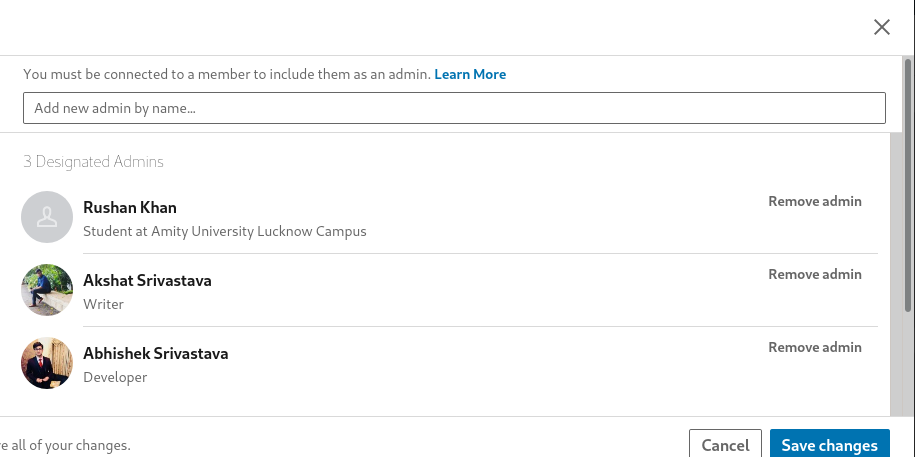 You must be connected to a member to include them as an admin. Learn More
Add new admin by name...
3 Designated Admins
Rushan Khan
Remove admin
Student at Amity University Lucknow Campus
Akshat Srivastava
Remove admin
Writer
Abhishek Srivastava
Remove admin
Developer
all of your changes.
Cancel
Save changes